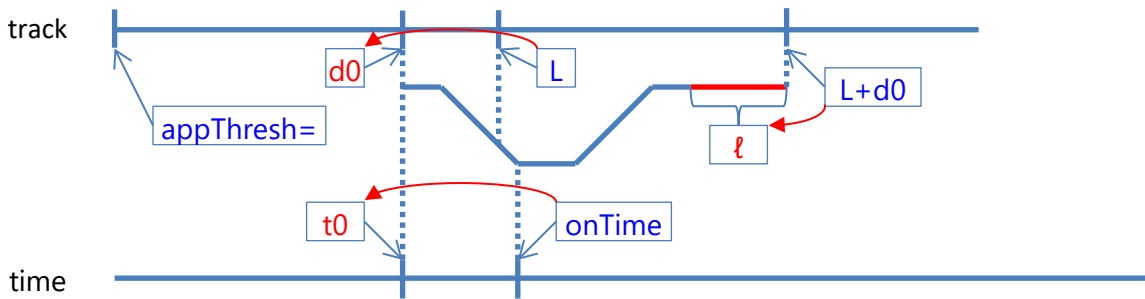 track
d0
L
L+d0
appThresh=
ℓ
t0
onTime
time